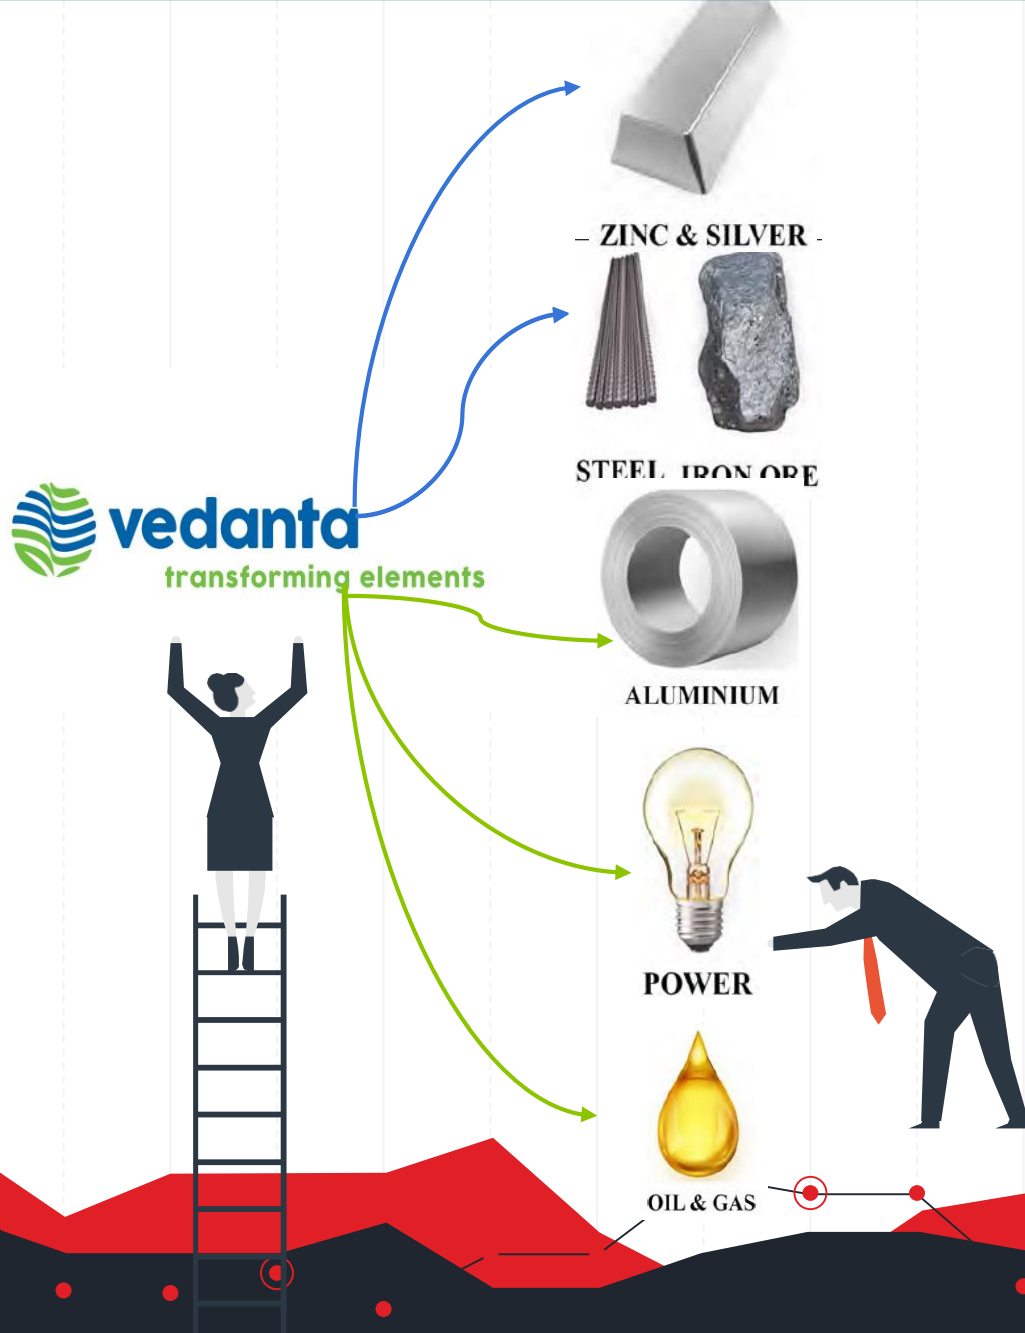 ZINC & SILVER
STEEL IRON ORE
vedanta
transforming elements
ALUMINIUM
POWER
OIL & GAS